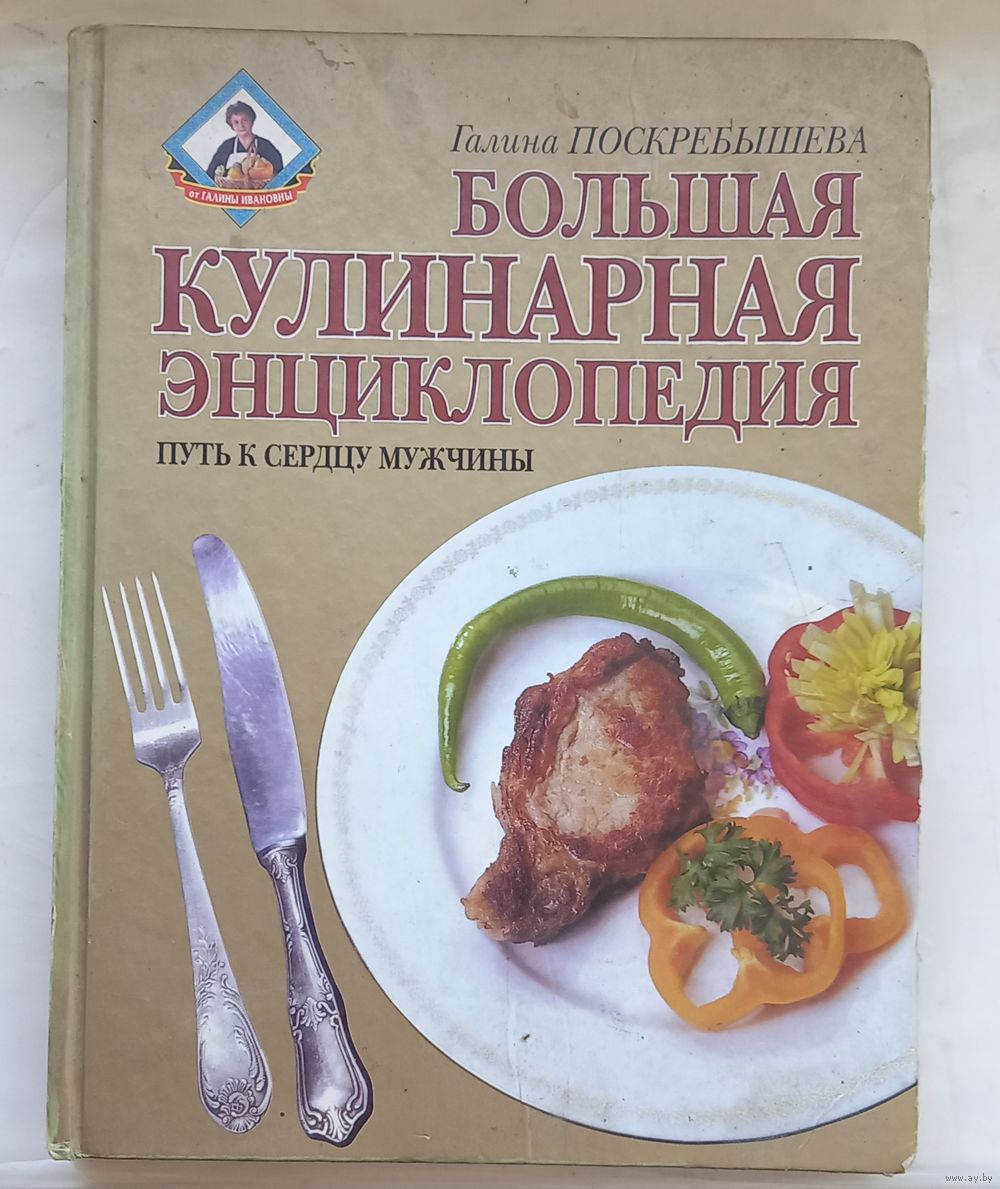 от ГАЛИНЫ ИВАНОВНЫ
Галина ПОСКРЕБЫШЕВА
БОЛЬШАЯ
КУЛИНАРНАЯ
ЭНЦИКЛОПЕДИЯ
ПУТЬ К СЕРДЦУ МУЖЧИНЫ
www.ay.by